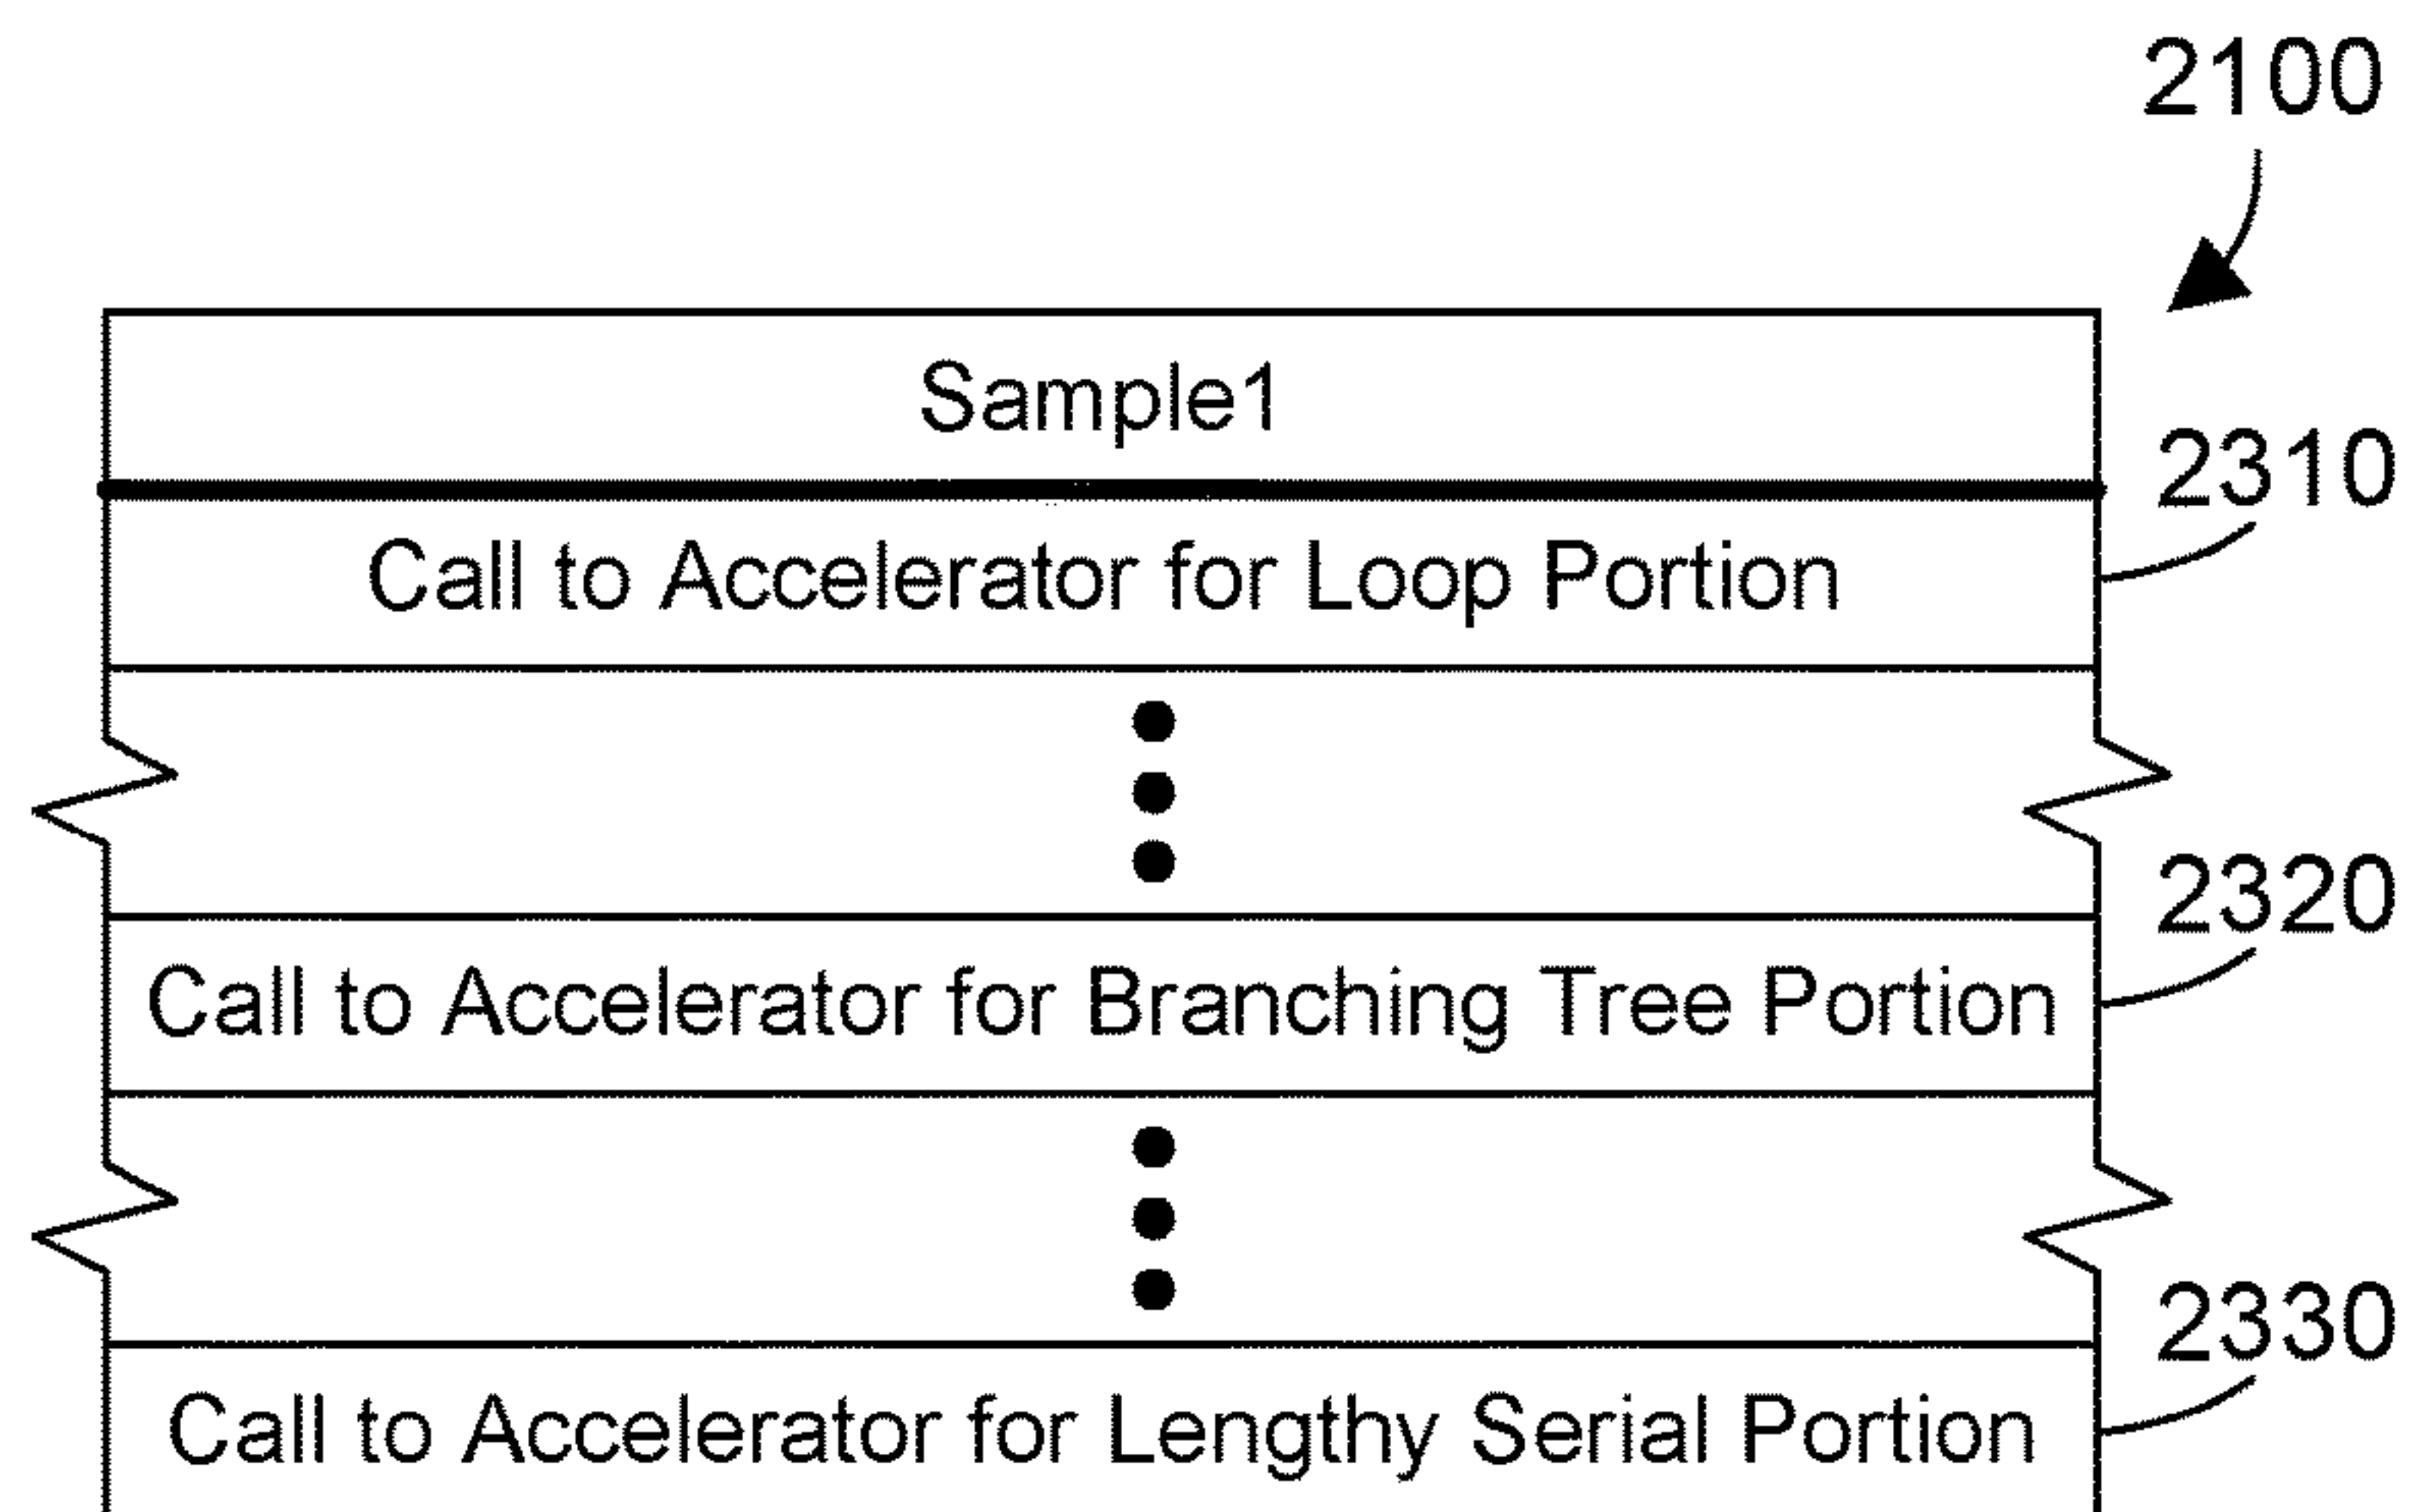 2100
Sample1
2310
Call to Accelerator for Loop Portion
2320
Call to Accelerator for Branching Tree Portion
2330
Call to Accelerator for Lengthy Serial Portion